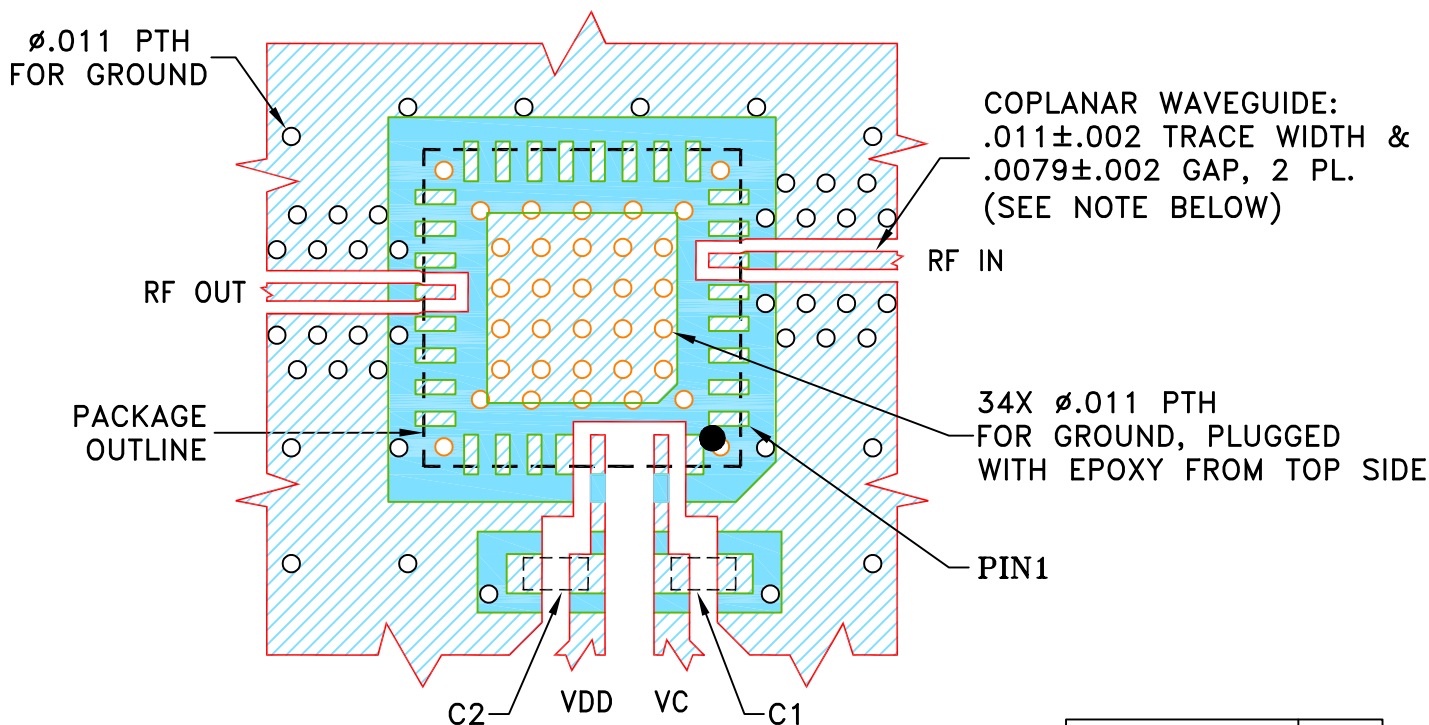 ø.011 PTH
FOR GROUND
COPLANAR WAVEGUIDE:
.011±.002 TRACE WIDTH &
.0079±.002 GAP, 2 PL.
(SEE NOTE BELOW)
RF IN
RF OUT
PACKAGE
OUTLINE
34X ø.011 PTH
FOR GROUND, PLUGGED
WITH EPOXY FROM TOP SIDE
PIN1
C2
VDD
VC
C1